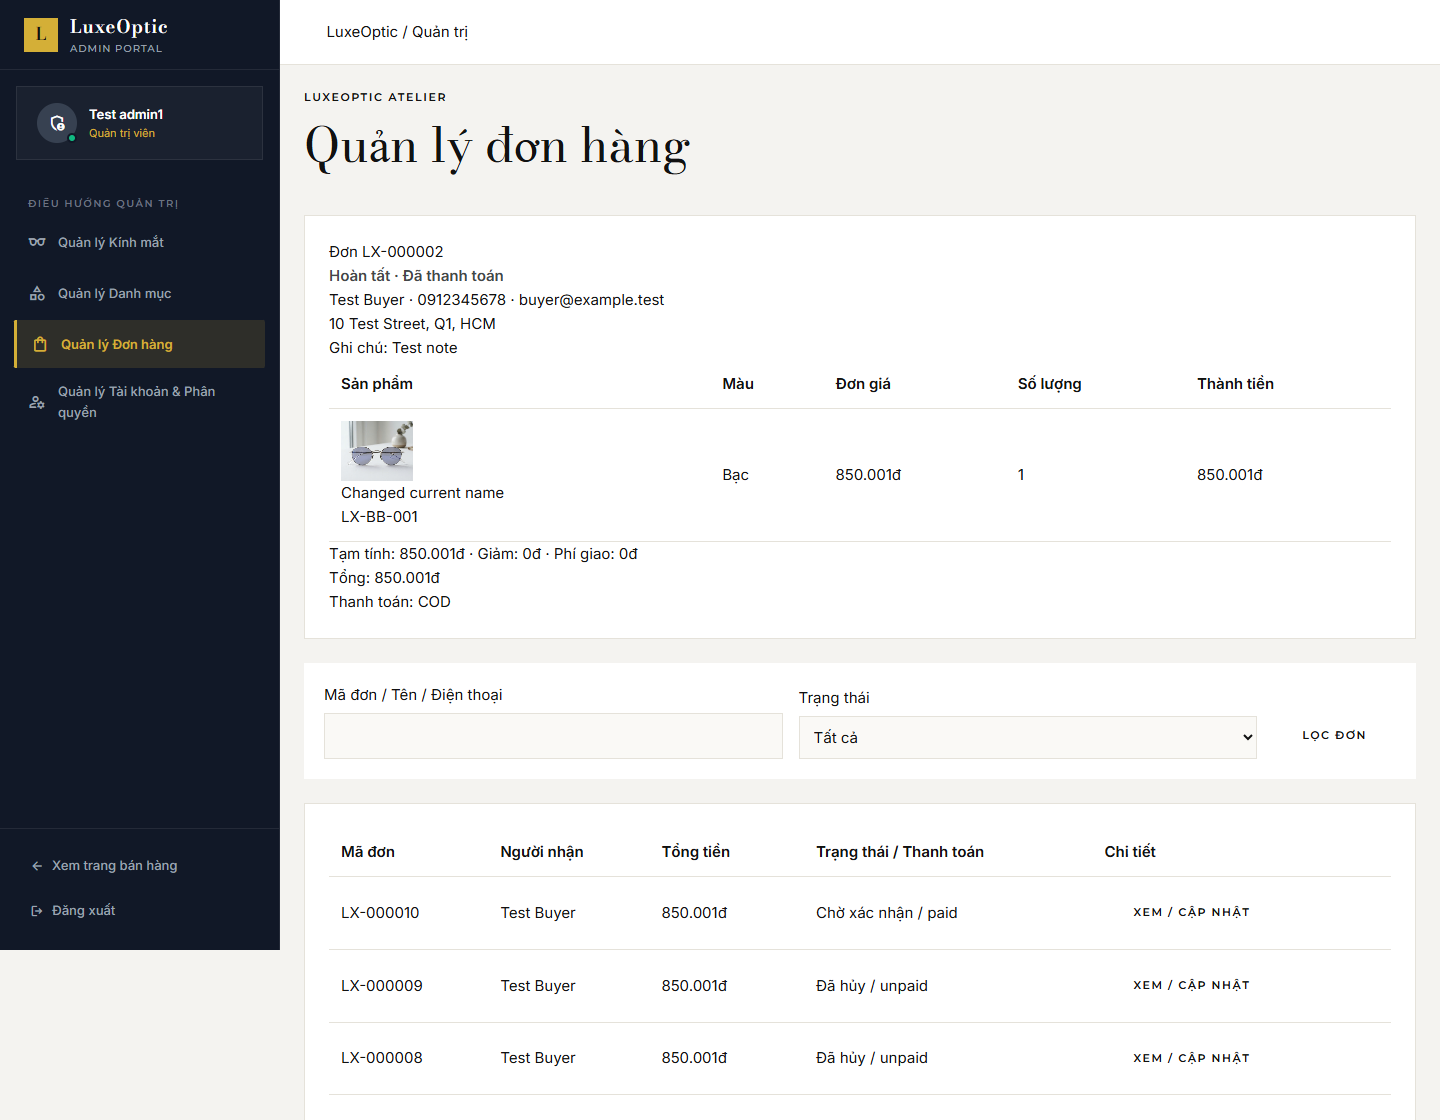 L
LuxeOptic
ADMIN PORTAL
Test admin1
Quản trị viên
ĐIỀU HƯỚNG QUẢN TRỊ
Quản lý Kính mắt
Quản lý Danh mục
Quản lý Đơn hàng
Quản lý Tài khoản & Phân
quyền
Xem trang bán hàng
Đăng xuất
LuxeOptic / Quản trị
LUXEOPTIC ATELIER
Quản lý đơn hàng
Đơn LX-000002
Hoàn tất · Đã thanh toán
Test Buyer · 0912345678 · buyer@example.test
10 Test Street, Q1, HCM
Ghi chú: Test note
Sản phẩm Màu Đơn giá Số lượng Thành tiền
Changed current name
LX-BB-001
Bạc 850.001đ 1 850.001đ
Tạm tính: 850.001đ · Giảm: 0đ · Phí giao: 0đ
Tổng: 850.001đ
Thanh toán: COD
Mã đơn / Tên / Điện thoại
Trạng thái
Tất cả
LỌC ĐƠN
Mã đơn Người nhận Tổng tiền Trạng thái / Thanh toán Chi tiết
LX-000010 Test Buyer 850.001đ Chờ xác nhận / paid XEM / CẬP NHẬT
LX-000009 Test Buyer 850.001đ Đã hủy / unpaid XEM / CẬP NHẬT
LX-000008 Test Buyer 850.001đ Đã hủy / unpaid XEM / CẬP NHẬT